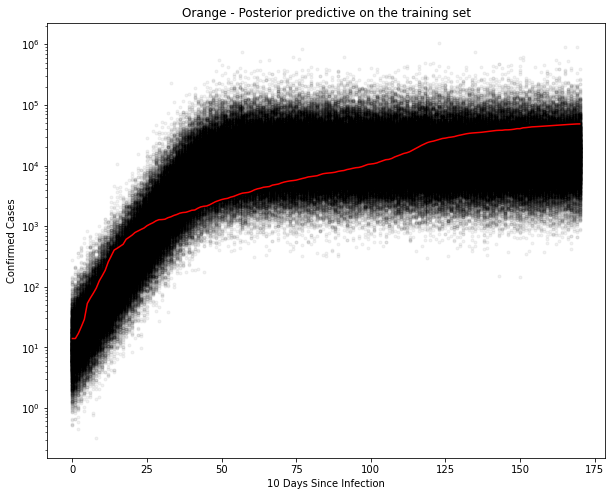 Orange - Posterior predictive on the training set
Confirmed Cases
10^6
10^5
10^4
10^3
10^2
10^1
10^0
0 25 50 75 100 125 150 175
10 Days Since Infection